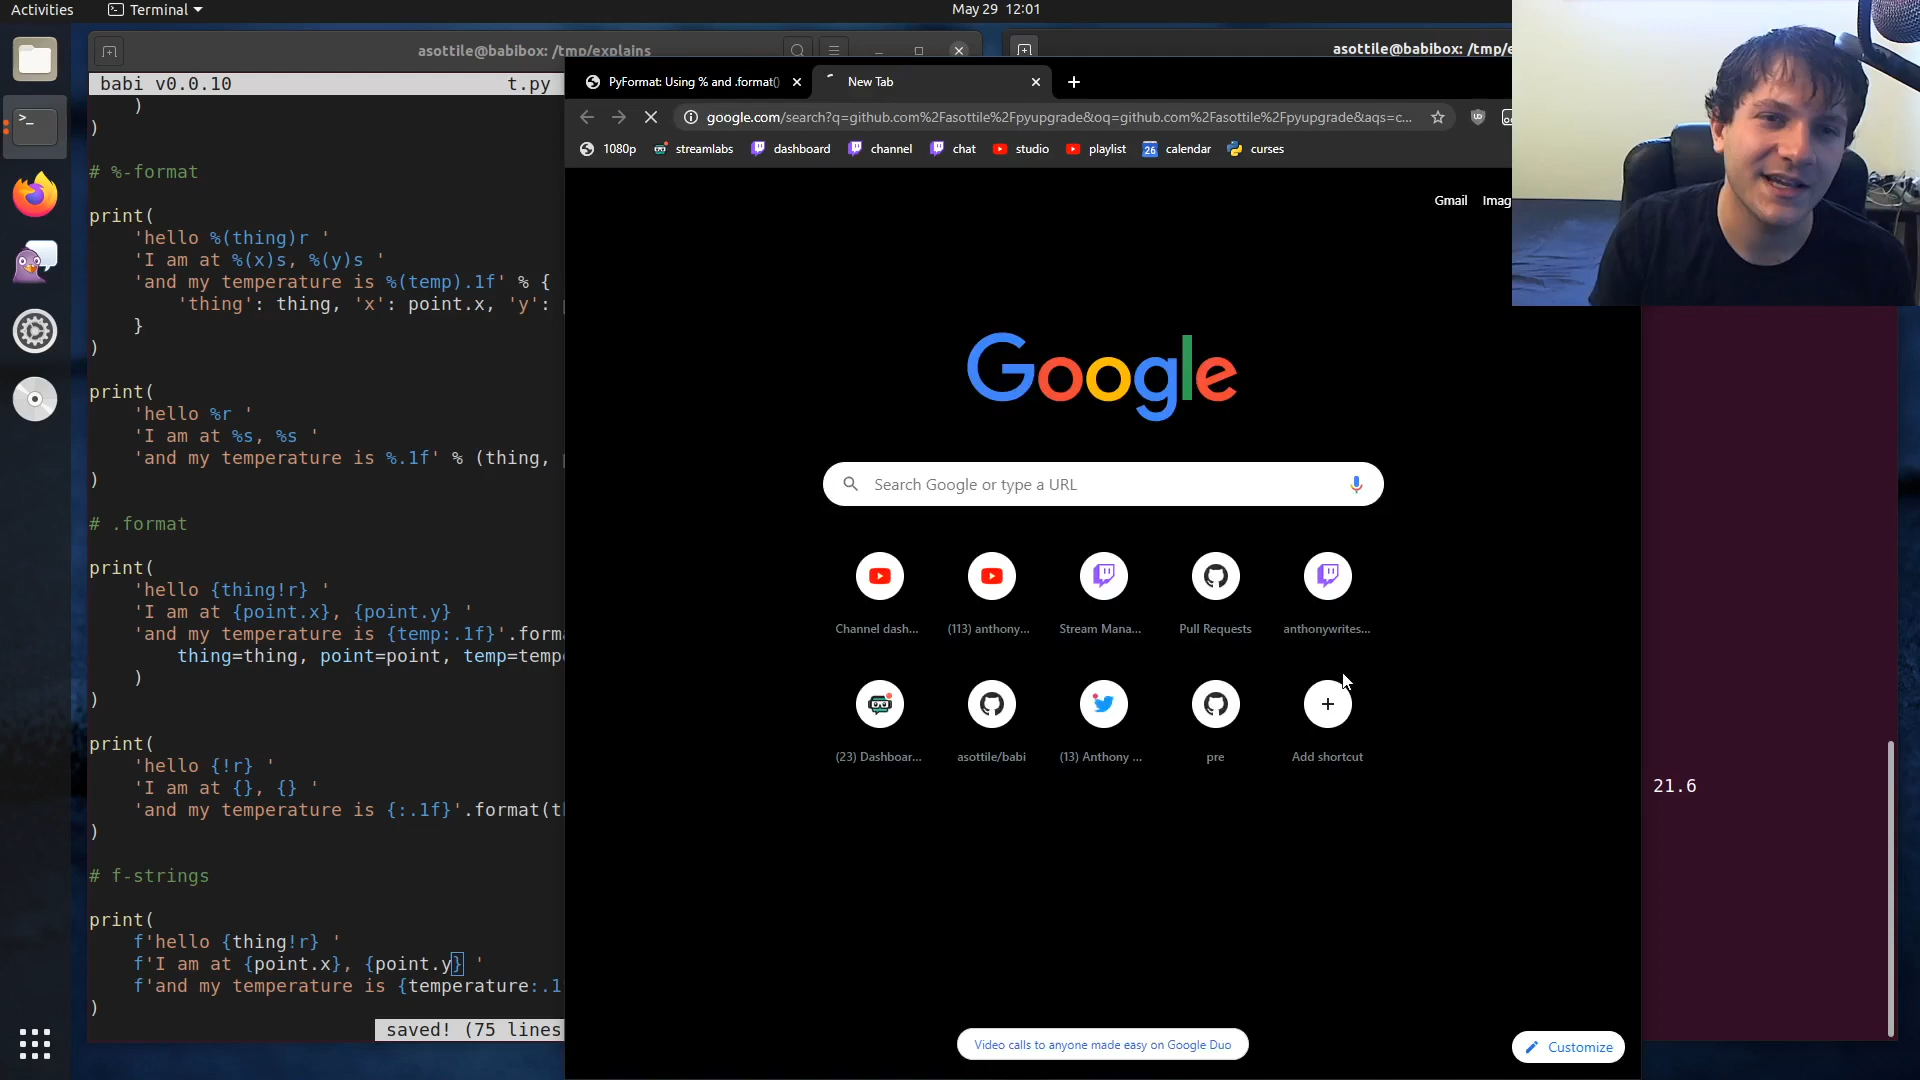 Activities
Terminal
May 29 12:01
asottile@babibox: /tmp/explains
asottile@babibox: /tmp/e
babi v0.0.10
t.py
)
)
# %-format
print(
'hello %(thing)r '
'I am at %(x)s, %(y)s '
'and my temperature is %(temp).1f' % {
'thing': thing, 'x': point.x, 'y':
}
)
print(
'hello %r '
'I am at %s, %s '
'and my temperature is %.1f' % (thing,
)
# .format
print(
'hello {thing!r} '
'I am at {point.x}, {point.y} '
'and my temperature is {temp:.1f}'.forma
thing=thing, point=point, temp=tempe
)
)
print(
'hello {!r} '
'I am at {}, {} '
'and my temperature is {:.1f}'.format(th
)
# f-strings
print(
f'hello {thing!r} '
f'I am at {point.x}, {point.y} '
f'and my temperature is {temperature:.1
)
saved! (75 lines
PyFormat: Using % and .format()
New Tab
google.com/search?q=github.com%2Fasottile%2Fpyupgrade&oq=github.com%2Fasottile%2Fpyupgrade&aqs=c...
1080p
streamlabs
dashboard
channel
chat
studio
playlist
26
calendar
curses
Gmail
Imag
Google
Search Google or type a URL
Channel dash...
(113) anthony...
Stream Mana...
Pull Requests
anthonywrites...
(23) Dashboar...
asottile/babi
(13) Anthony ...
pre
Add shortcut
Video calls to anyone made easy on Google Duo
Customize
21.6